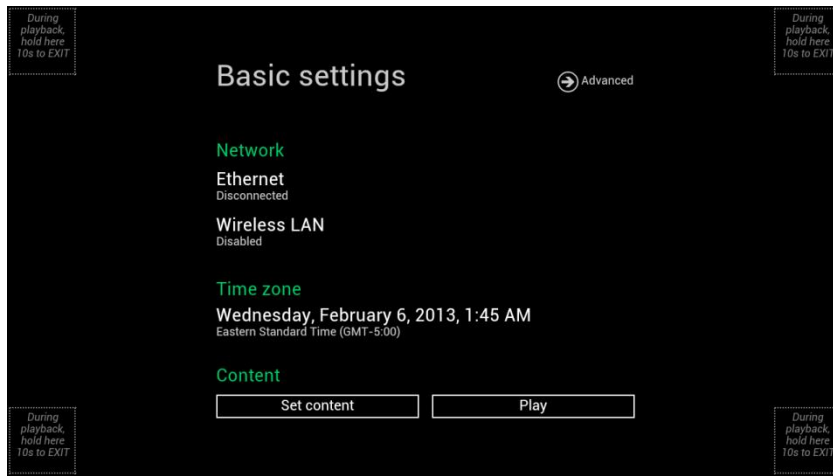 During
playback,
hold here
10s to EXIT
During
playback,
hold here
10s to EXIT
Basic settings
Advanced
Network
Ethernet
Disconnected
Wireless LAN
Disabled
Time zone
Wednesday, February 6, 2013, 1:45 AM
Eastern Standard Time (GMT-5:00)
Content
Set content
Play
During
playback,
hold here
10s to EXIT
During
playback,
hold here
10s to EXIT